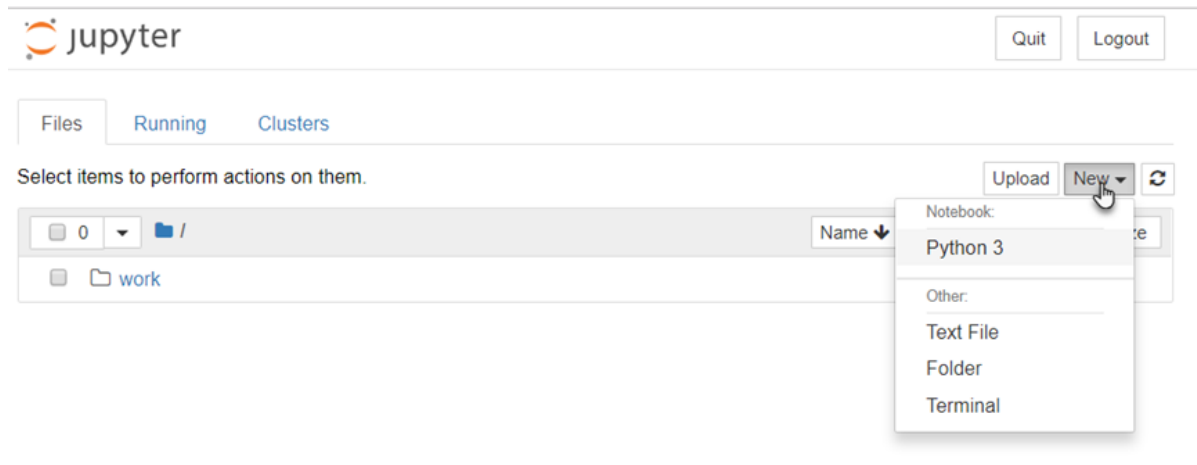 jupyter
Quit Logout
Files Running Clusters
Select items to perform actions on them.
Upload New
0 / Name
Notebook:
Python 3
work
Other:
Text File
Folder
Terminal